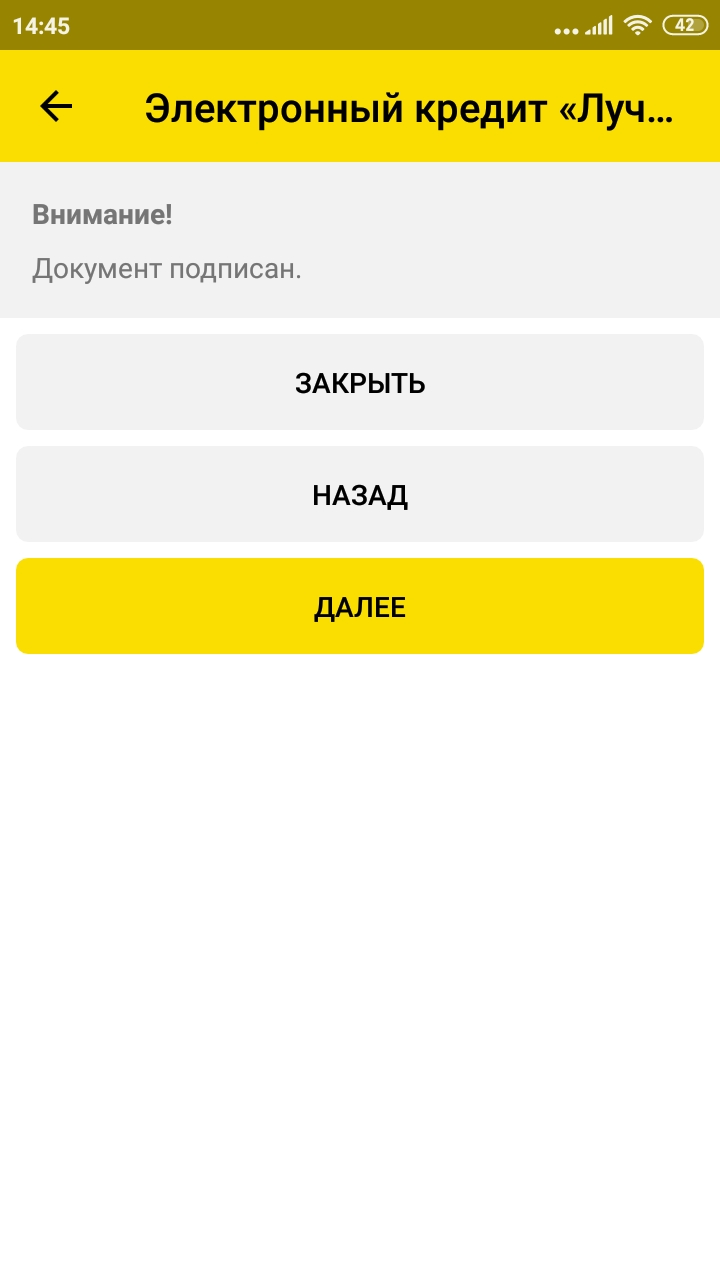 14:45
42
Электронный кредит «Луч...
Внимание!
Документ подписан.
ЗАКРЫТЬ
НАЗАД
ДАЛЕЕ